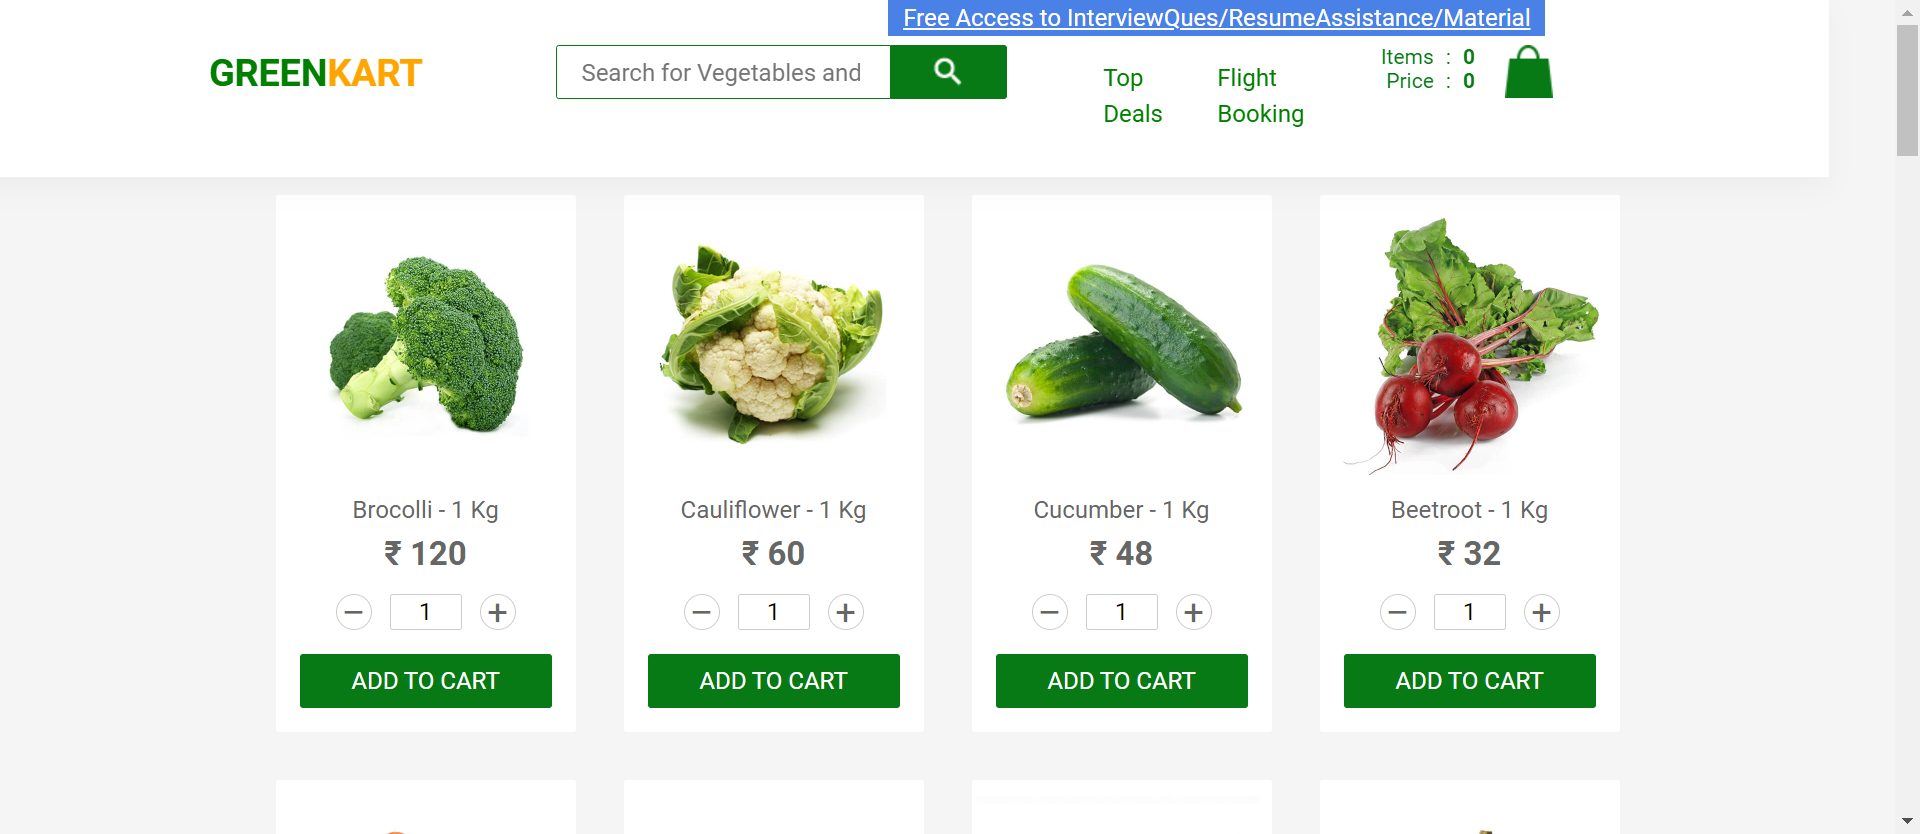 Free Access to InterviewQues/ResumeAssistance/Material
GREENKART
Search for Vegetables and
Top
Deals
Flight
Booking
Items : 0
Price : 0
Brocolli - 1 Kg
₹ 120
− 1 +
ADD TO CART
Cauliflower - 1 Kg
₹ 60
− 1 +
ADD TO CART
Cucumber - 1 Kg
₹ 48
− 1 +
ADD TO CART
Beetroot - 1 Kg
₹ 32
− 1 +
ADD TO CART